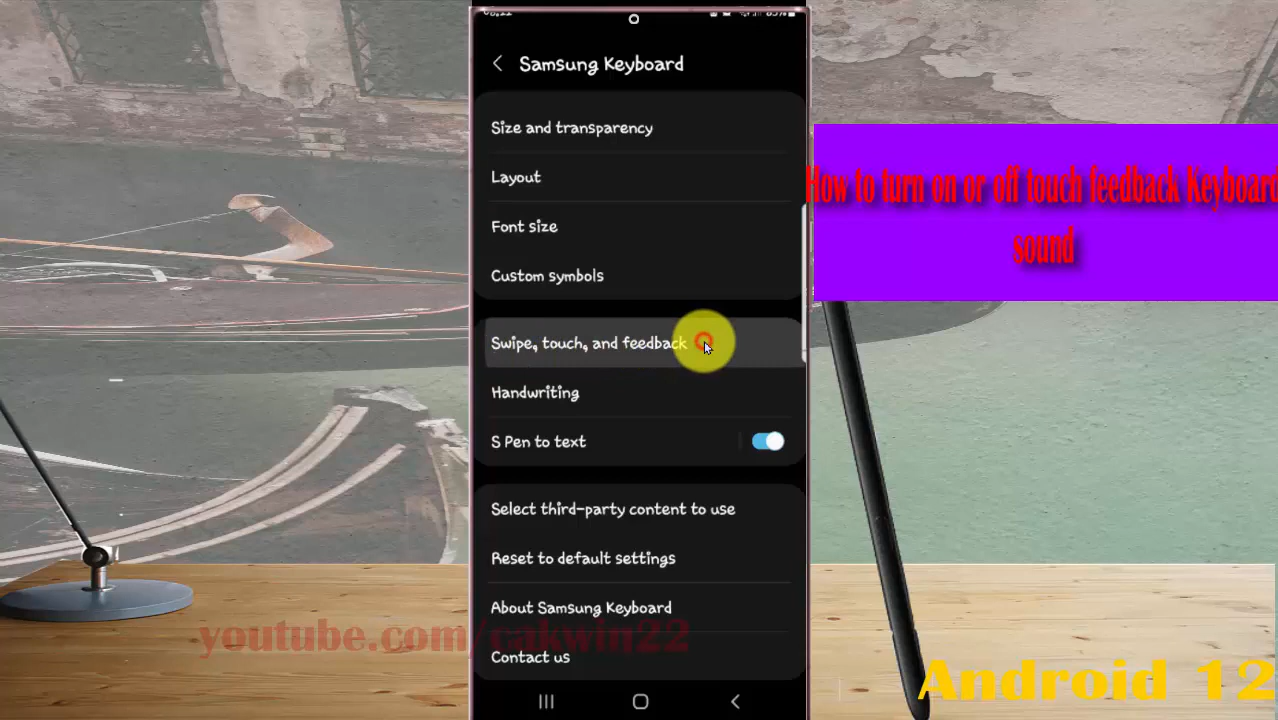 Samsung Keyboard
Size and transparency
Layout
Font size
Custom symbols
Swipe, touch, and feedback
Handwriting
S Pen to text
Select third-party content to use
Reset to default settings
About Samsung Keyboard
Contact us
How to turn on or off touch feedback Keyboard
sound
youtube.com/cakwin22
Android 12